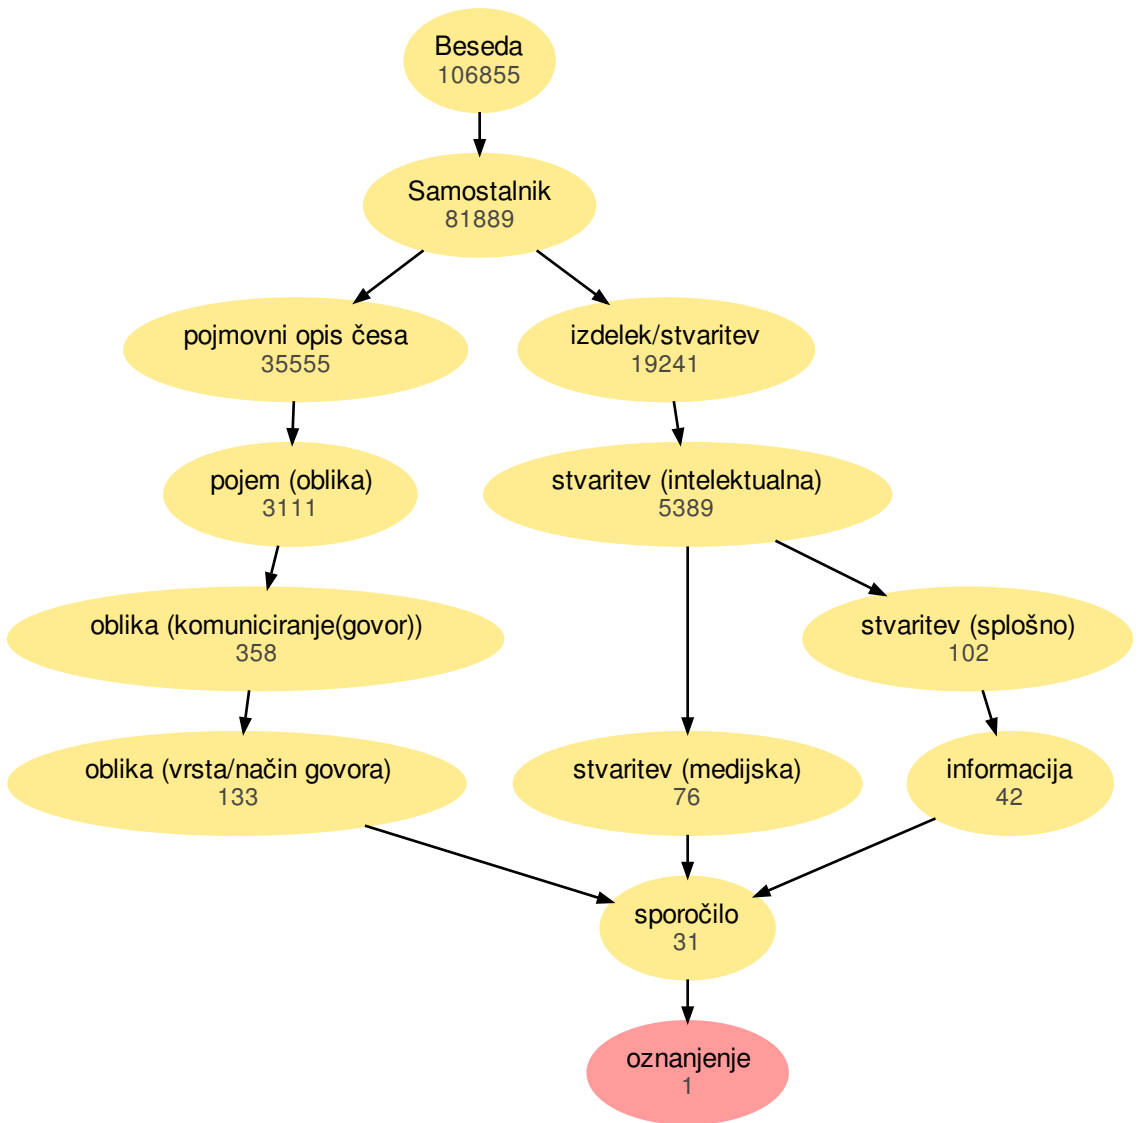 Beseda
106855
Samostalnik
81889
pojmovni opis česa
35555
izdelek/stvaritev
19241
pojem (oblika)
3111
stvaritev (intelektualna)
5389
oblika (komuniciranje(govor))
358
stvaritev (splošno)
102
oblika (vrsta/način govora)
133
stvaritev (medijska)
76
informacija
42
sporočilo
31
oznanjenje
1